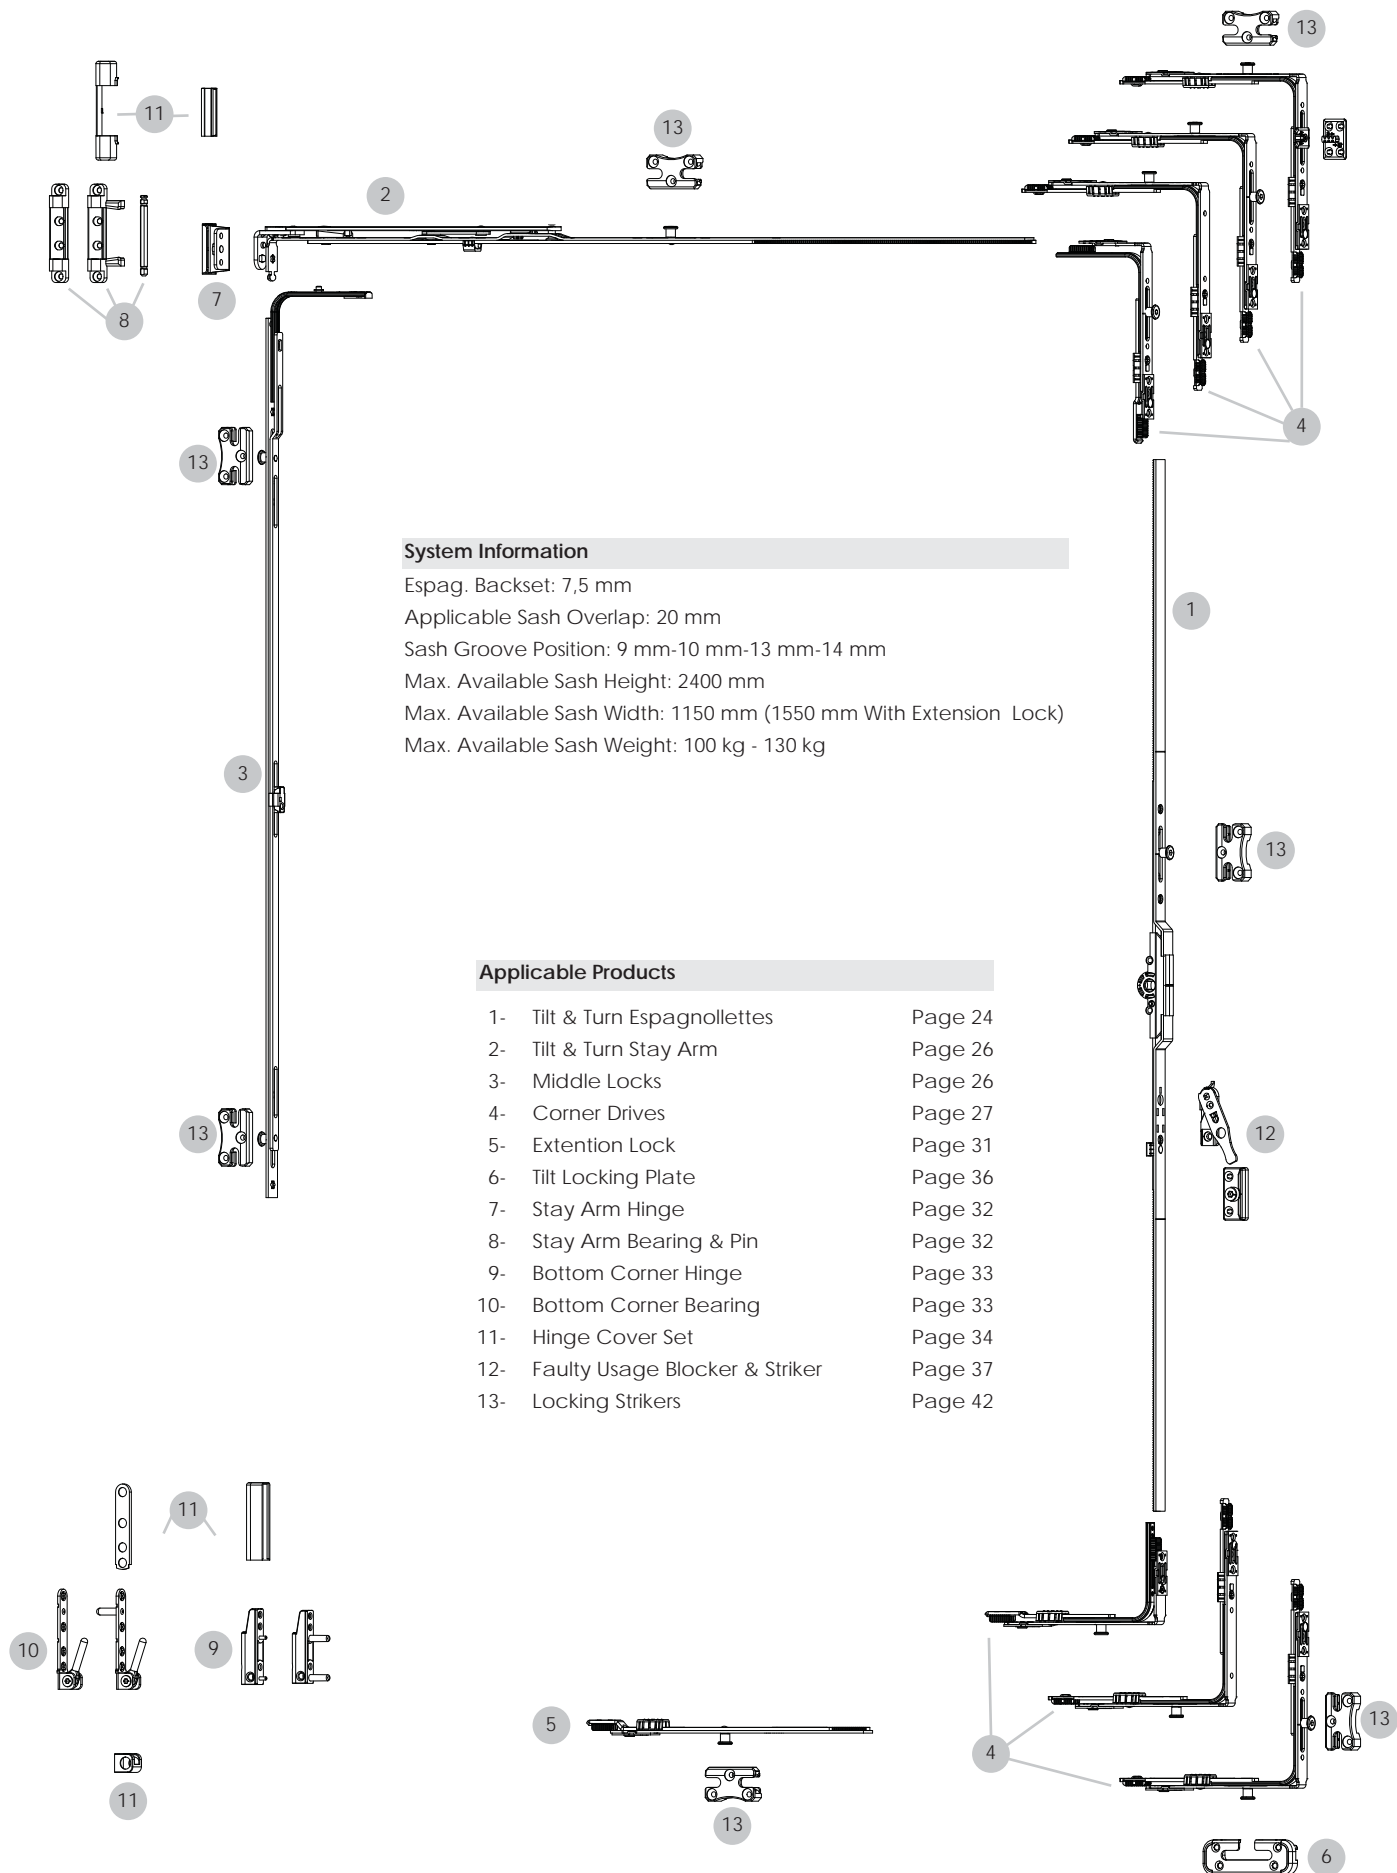 13
11
13
2
7
8
4
13
System Information
Espag. Backset: 7,5 mm
Applicable Sash Overlap: 20 mm
Sash Groove Position: 9 mm-10 mm-13 mm-14 mm
Max. Available Sash Height: 2400 mm
Max. Available Sash Width: 1150 mm (1550 mm With Extension Lock)
Max. Available Sash Weight: 100 kg - 130 kg
1
3
13
Applicable Products
1- Tilt & Turn Espagnollettes Page 24
2- Tilt & Turn Stay Arm Page 26
3- Middle Locks Page 26
4- Corner Drives Page 27
5- Extention Lock Page 31
6- Tilt Locking Plate Page 36
7- Stay Arm Hinge Page 32
8- Stay Arm Bearing & Pin Page 32
9- Bottom Corner Hinge Page 33
10- Bottom Corner Bearing Page 33
11- Hinge Cover Set Page 34
12- Faulty Usage Blocker & Striker Page 37
13- Locking Strikers Page 42
13
12
11
10
9
5
4
13
11
13
6